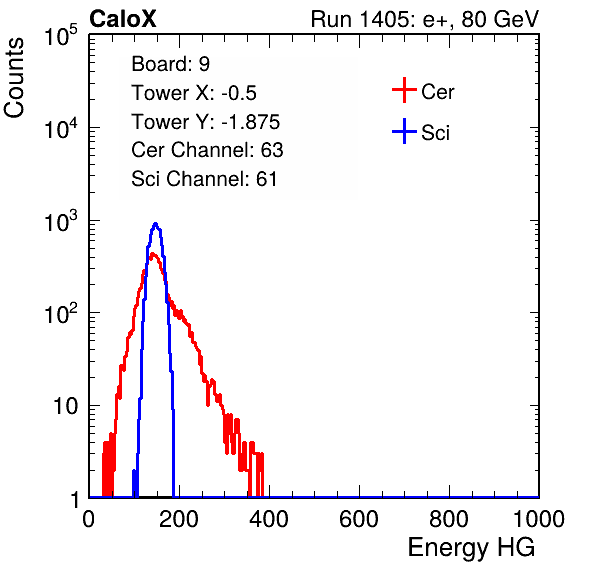 CaloX Run 1405: e+, 80 GeV
Counts
Board: 9
Tower X: -0.5
Tower Y: -1.875
Cer Channel: 63
Sci Channel: 61
Cer
Sci
10^5
10^4
10^3
10^2
10
1
0 200 400 600 800 1000
Energy HG